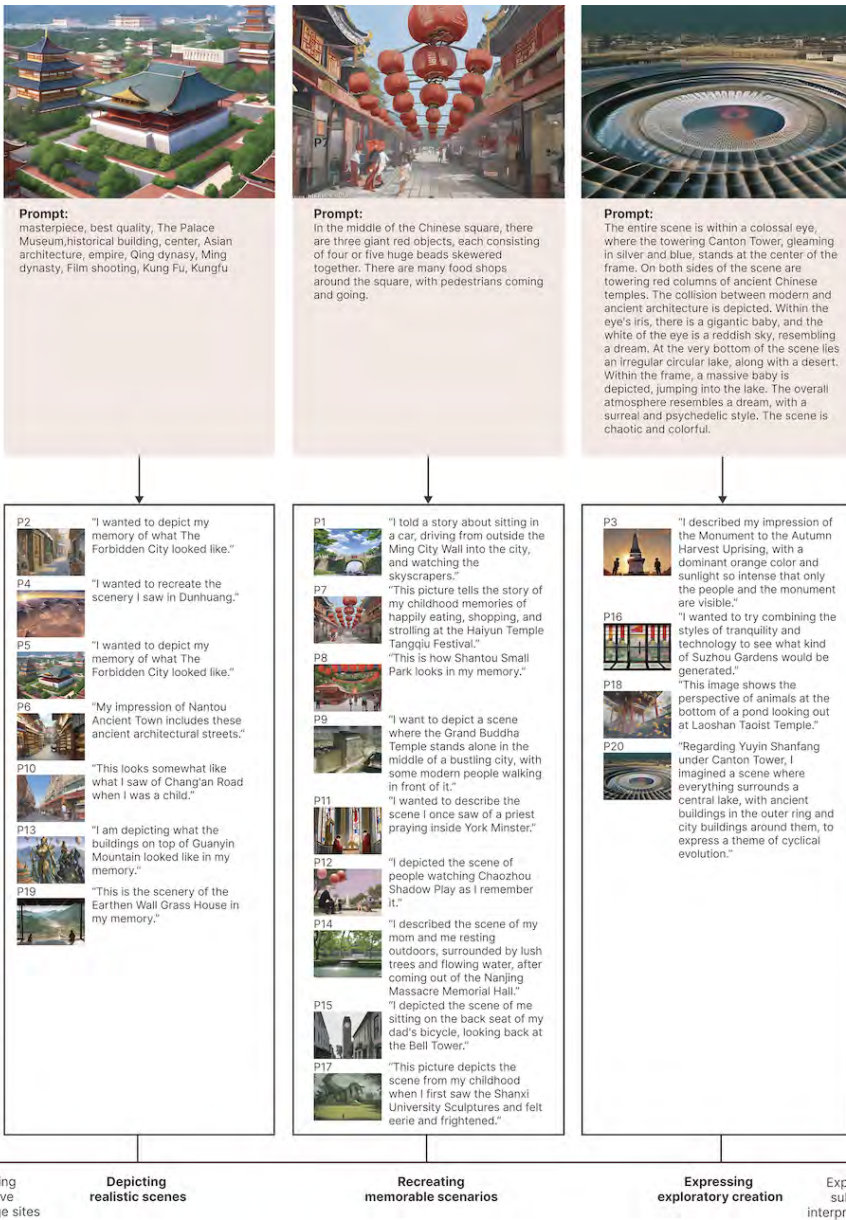 Prompt:
masterpiece, best quality, The Palace
Museum,historical building, center, Asian
architecture, empire, Qing dynasy, Ming
dynasty, Film shooting, Kung Fu, Kungfu
P7
Prompt:
In the middle of the Chinese square, there
are three giant red objects, each consisting
of four or five huge beads skewered
together. There are many food shops
around the square, with pedestrians coming
and going.
Prompt:
The entire scene is within a colossal eye,
where the towering Canton Tower, gleaming
in silver and blue, stands at the center of the
frame. On both sides of the scene are
towering red columns of ancient Chinese
temples. The collision between modern and
ancient architecture is depicted. Within the
eye's iris, there is a gigantic baby, and the
white of the eye is a reddish sky, resembling
a dream. At the very bottom of the scene lies
an irregular circular lake, along with a desert.
Within the frame, a massive baby is
depicted, jumping into the lake. The overall
atmosphere resembles a dream, with a
surreal and psychedelic style. The scene is
chaotic and colorful.
P2
"I wanted to depict my
memory of what The
Forbidden City looked like."
P4
"I wanted to recreate the
scenery I saw in Dunhuang."
P5
"I wanted to depict my
memory of what The
Forbidden City looked like."
P6
"My impression of Nantou
Ancient Town includes these
ancient architectural streets."
P10
"This looks somewhat like
what I saw of Chang'an Road
when I was a child."
P13
"I am depicting what the
buildings on top of Guanyin
Mountain looked like in my
memory."
P19
"This is the scenery of the
Earthen Wall Grass House in
my memory."
P1
"I told a story about sitting in
a car, driving from outside the
Ming City Wall into the city,
and watching the
skyscrapers."
P7
"This picture tells the story of
my childhood memories of
happily eating, shopping, and
strolling at the Haiyun Temple
Tangqiu Festival."
P8
"This is how Shantou Small
Park looks in my memory."
P9
"I want to depict a scene
where the Grand Buddha
Temple stands alone in the
middle of a bustling city, with
some modern people walking
in front of it."
P11
"I wanted to describe the
scene I once saw of a priest
praying inside York Minster."
P12
"I depicted the scene of
people watching Chaozhou
Shadow Play as I remember
it."
P14
"I described the scene of my
mom and me resting
outdoors, surrounded by lush
trees and flowing water, after
coming out of the Nanjing
Massacre Memorial Hall."
P15
"I depicted the scene of me
sitting on the back seat of my
dad's bicycle, looking back at
the Bell Tower."
P17
"This picture depicts the
scene from my childhood
when I first saw the Shanxi
University Sculptures and felt
eerie and frightened."
P3
"I described my impression of
the Monument to the Autumn
Harvest Uprising, with a
dominant orange color and
sunlight so intense that only
the people and the monument
are visible."
P16
"I wanted to try combining the
styles of tranquility and
technology to see what kind
of Suzhou Gardens would be
generated."
P18
"This image shows the
perspective of animals at the
bottom of a pond looking out
at Laoshan Taoist Temple."
P20
"Regarding Yuyin Shanfang
under Canton Tower, I
imagined a scene where
everything surrounds a
central lake, with ancient
buildings in the outer ring and
city buildings around them, to
express a theme of cyclical
evolution."
Depicting
realistic scenes
Recreating
memorable scenarios
Expressing
exploratory creation